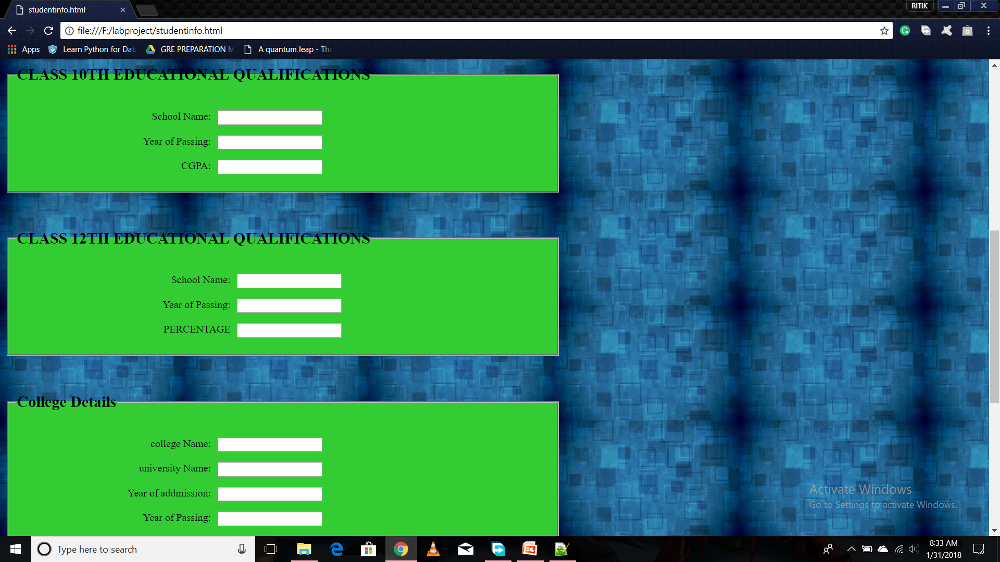 studentinfo.html
RITIK
file:///F:/labproject/studentinfo.html
Apps
Learn Python for Dat
GRE PREPARATION M
A quantum leap - Th
CLASS 10TH EDUCATIONAL QUALIFICATIONS
School Name:
Year of Passing:
CGPA:
CLASS 12TH EDUCATIONAL QUALIFICATIONS
School Name:
Year of Passing:
PERCENTAGE
College Details
college Name:
university Name:
Year of addmission:
Year of Passing:
Activate Windows
Go to Settings to activate Windows.
Type here to search
8:33 AM
1/31/2018